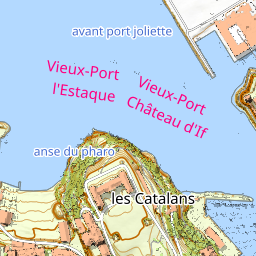 avant port joliette
Vieux-Port
l'Estaque
Vieux-Port
Château d'If
anse du pharo
les Catalans